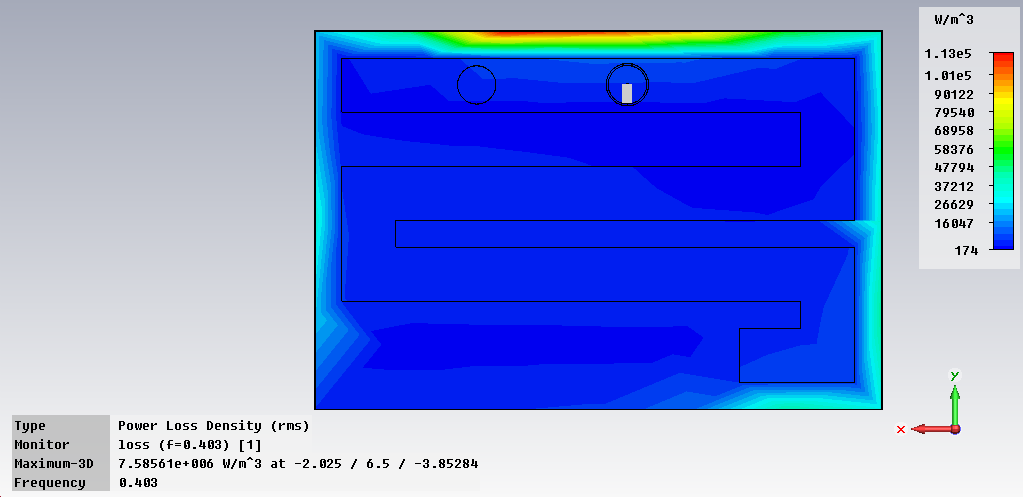 W/m^3
1.13e5
1.01e5
90122
79540
68958
58376
47794
37212
26629
16047
174
y
x
Type Power Loss Density (rms)
Monitor loss (f=0.403) [1]
Maximum-3D 7.58561e+006 W/m^3 at -2.025 / 6.5 / -3.85284
Frequency 0.403